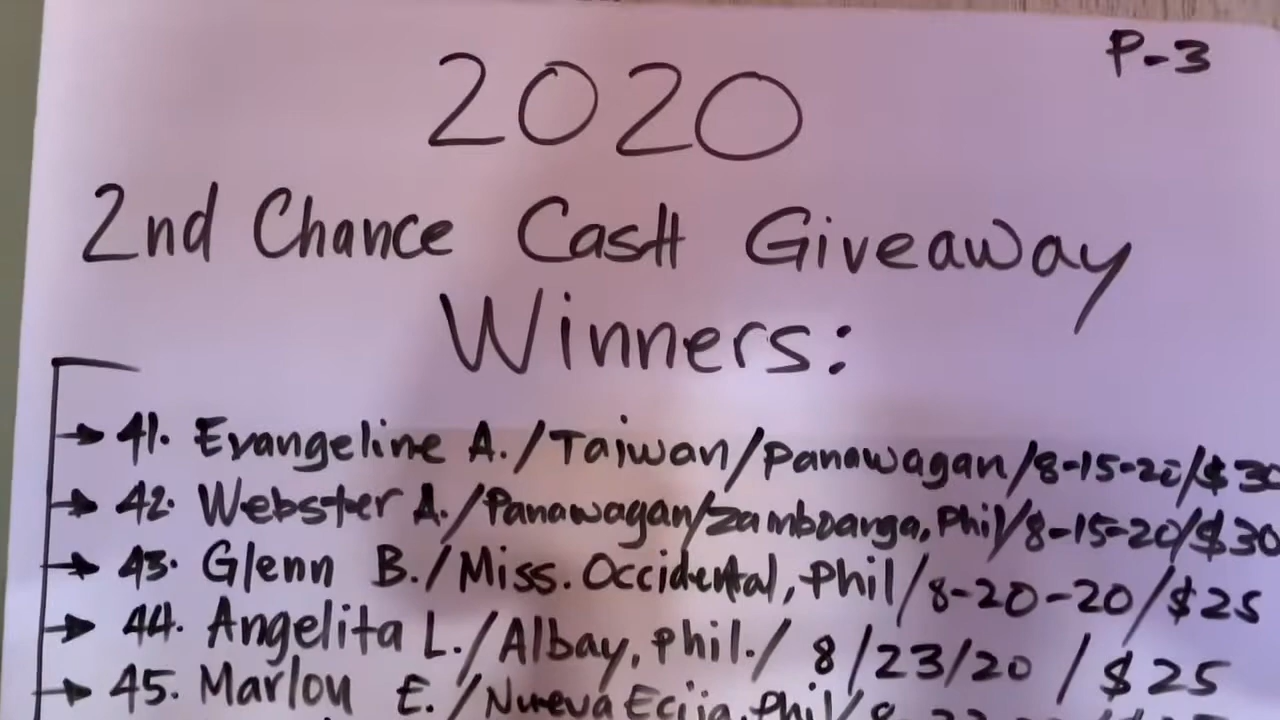 P-3
2020
2nd Chance Cash Giveaway
Winners:
41. Evangeline A./Taiwan/Panawagan/8-15-20/$30
42. Webster A./Panawagan/Zamboanga, Phil/8-15-20/$30
43. Glenn B./Miss. Occidental, Phil/8-20-20/$25
44. Angelita L./Albay, Phil./ 8/23/20 / $25
45. Marlou E./Nureva Ecija, Phil/